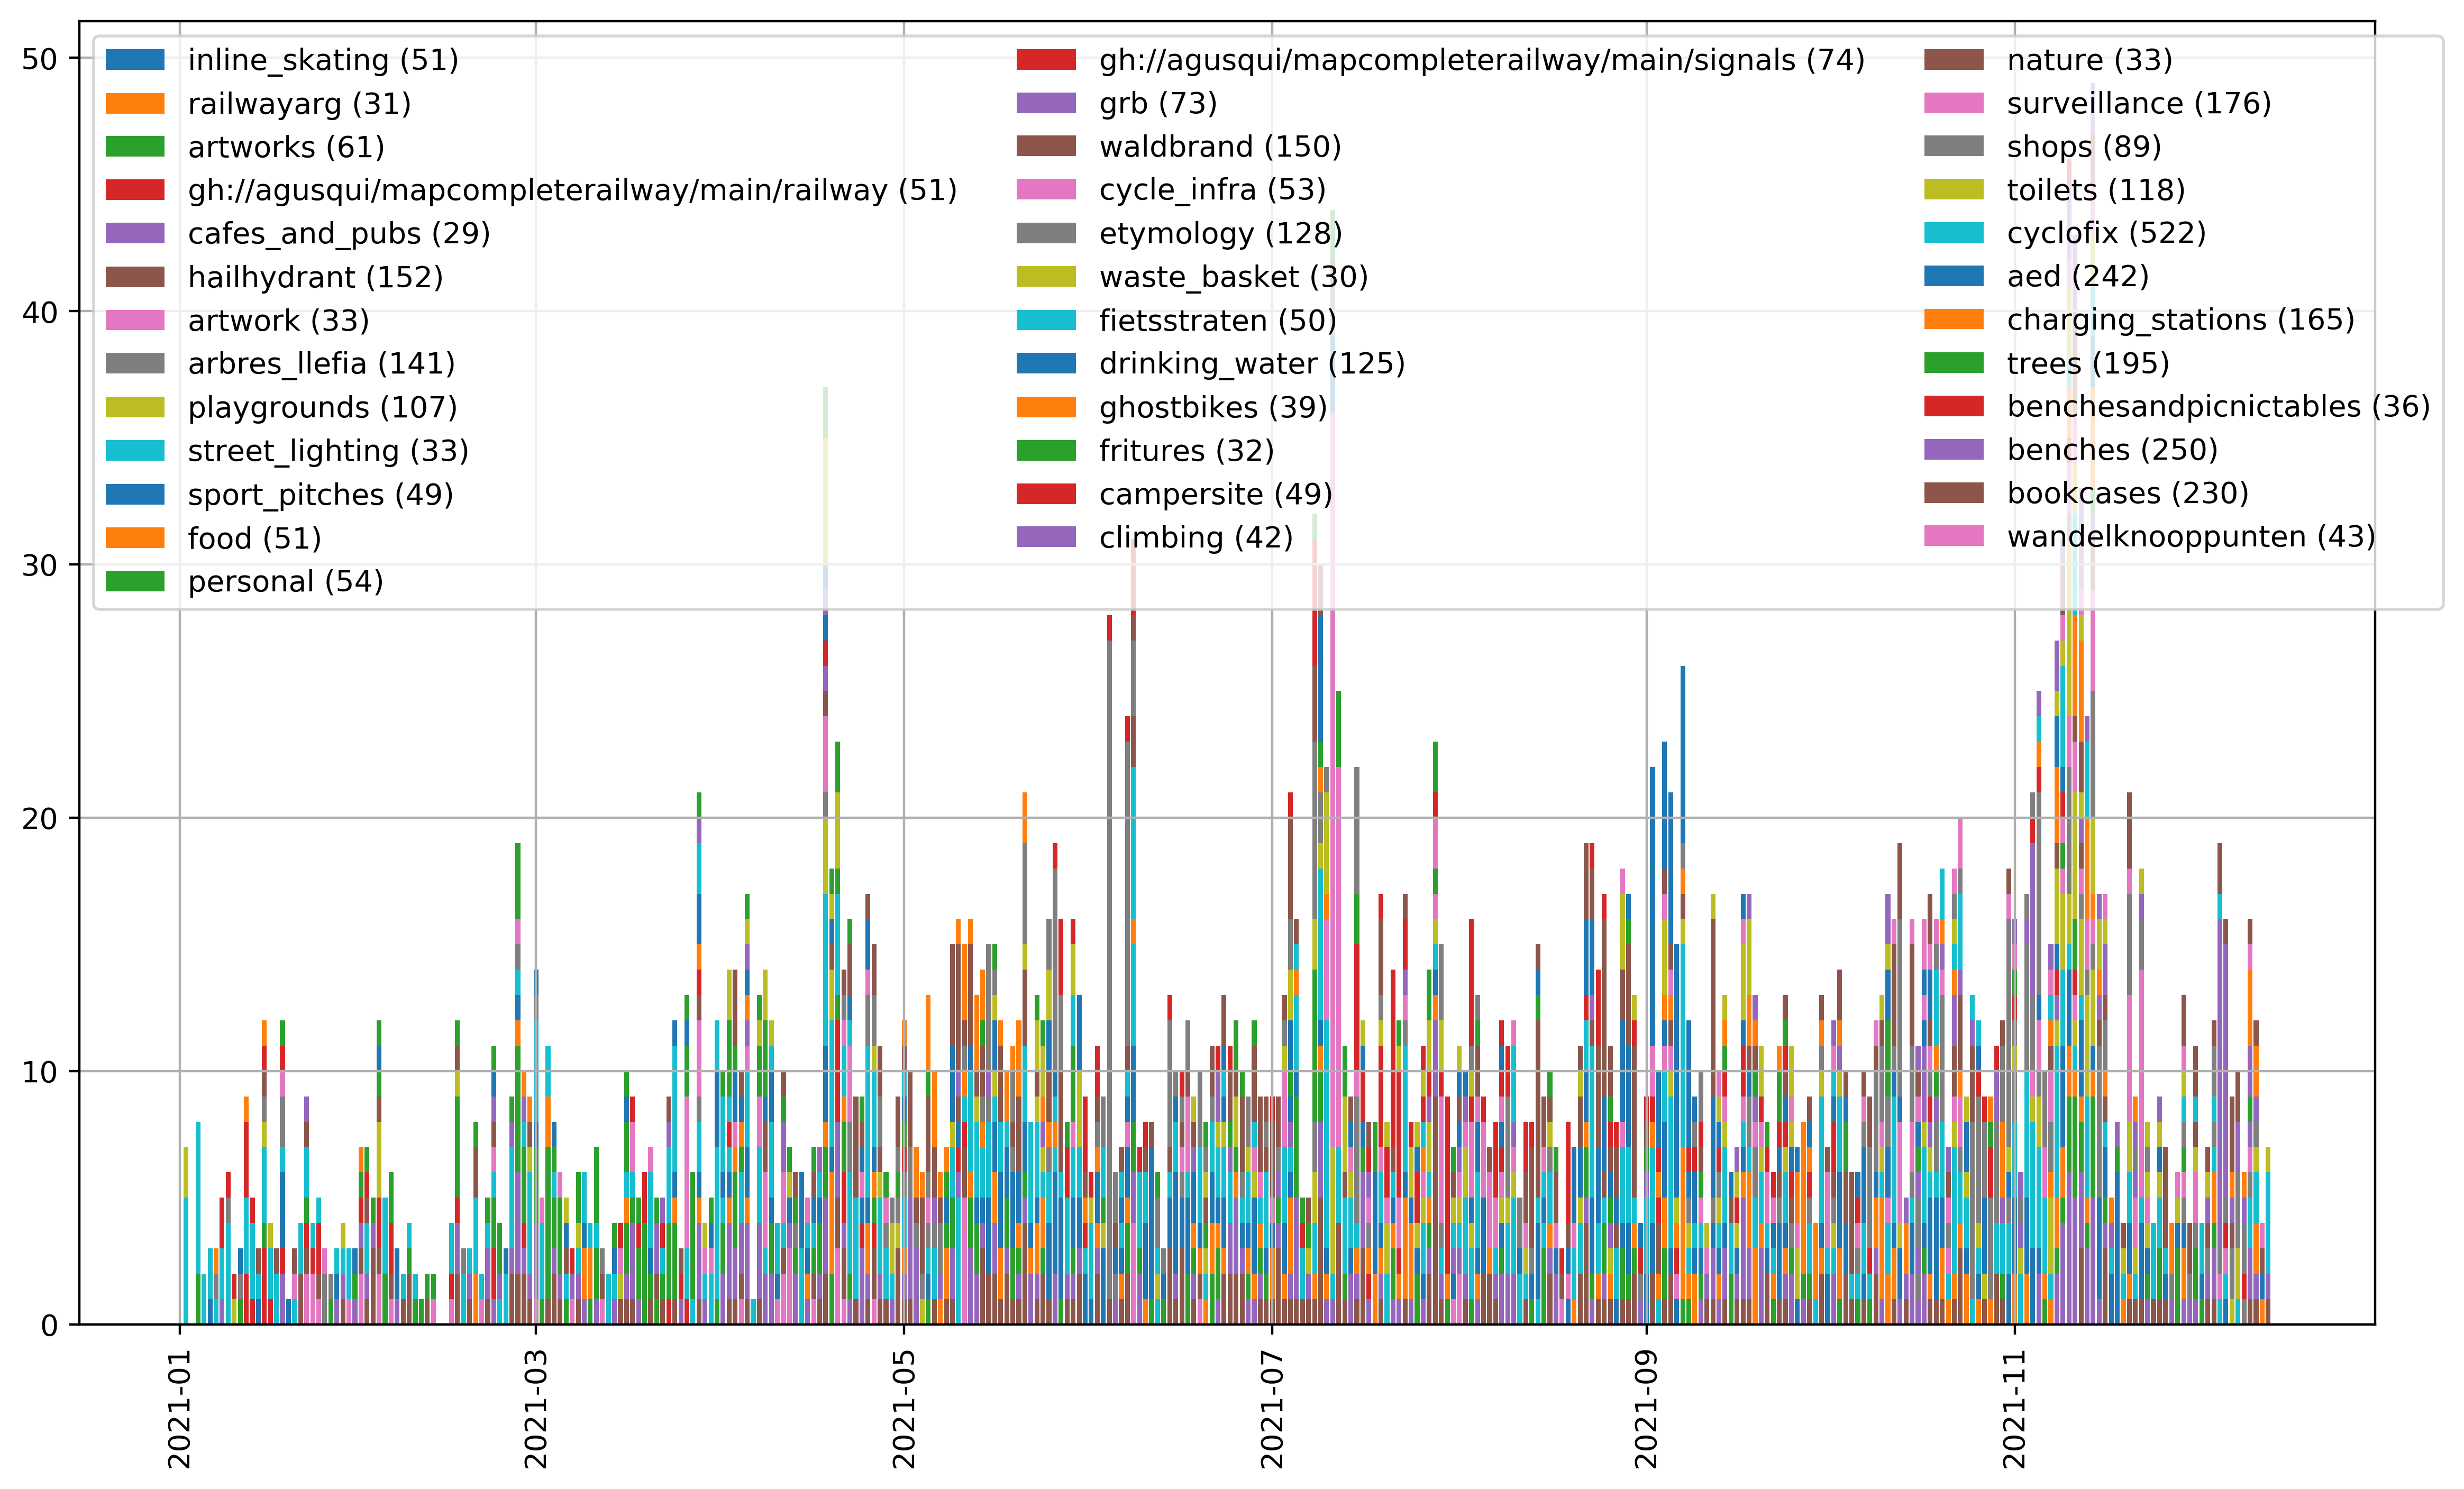 inline_skating (51)
railwayarg (31)
artworks (61)
gh://agusqui/mapcompleterailway/main/railway (51)
cafes_and_pubs (29)
hailhydrant (152)
artwork (33)
arbres_llefia (141)
playgrounds (107)
street_lighting (33)
sport_pitches (49)
food (51)
personal (54)
gh://agusqui/mapcompleterailway/main/signals (74)
grb (73)
waldbrand (150)
cycle_infra (53)
etymology (128)
waste_basket (30)
fietsstraten (50)
drinking_water (125)
ghostbikes (39)
fritures (32)
campersite (49)
climbing (42)
nature (33)
surveillance (176)
shops (89)
toilets (118)
cyclofix (522)
aed (242)
charging_stations (165)
trees (195)
benchesandpicnictables (36)
benches (250)
bookcases (230)
wandelknooppunten (43)
50
40
30
20
10
0
2021-01
2021-03
2021-05
2021-07
2021-09
2021-11